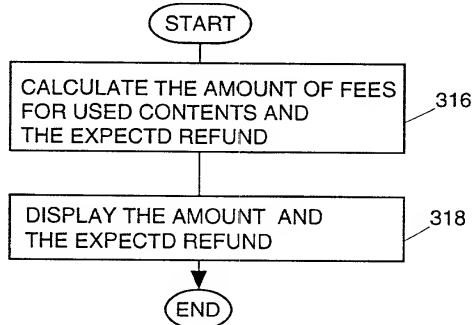 START
CALCULATE THE AMOUNT OF FEES
FOR USED CONTENTS AND
THE EXPECTD REFUND
316
DISPLAY THE AMOUNT AND
THE EXPECTD REFUND
318
END